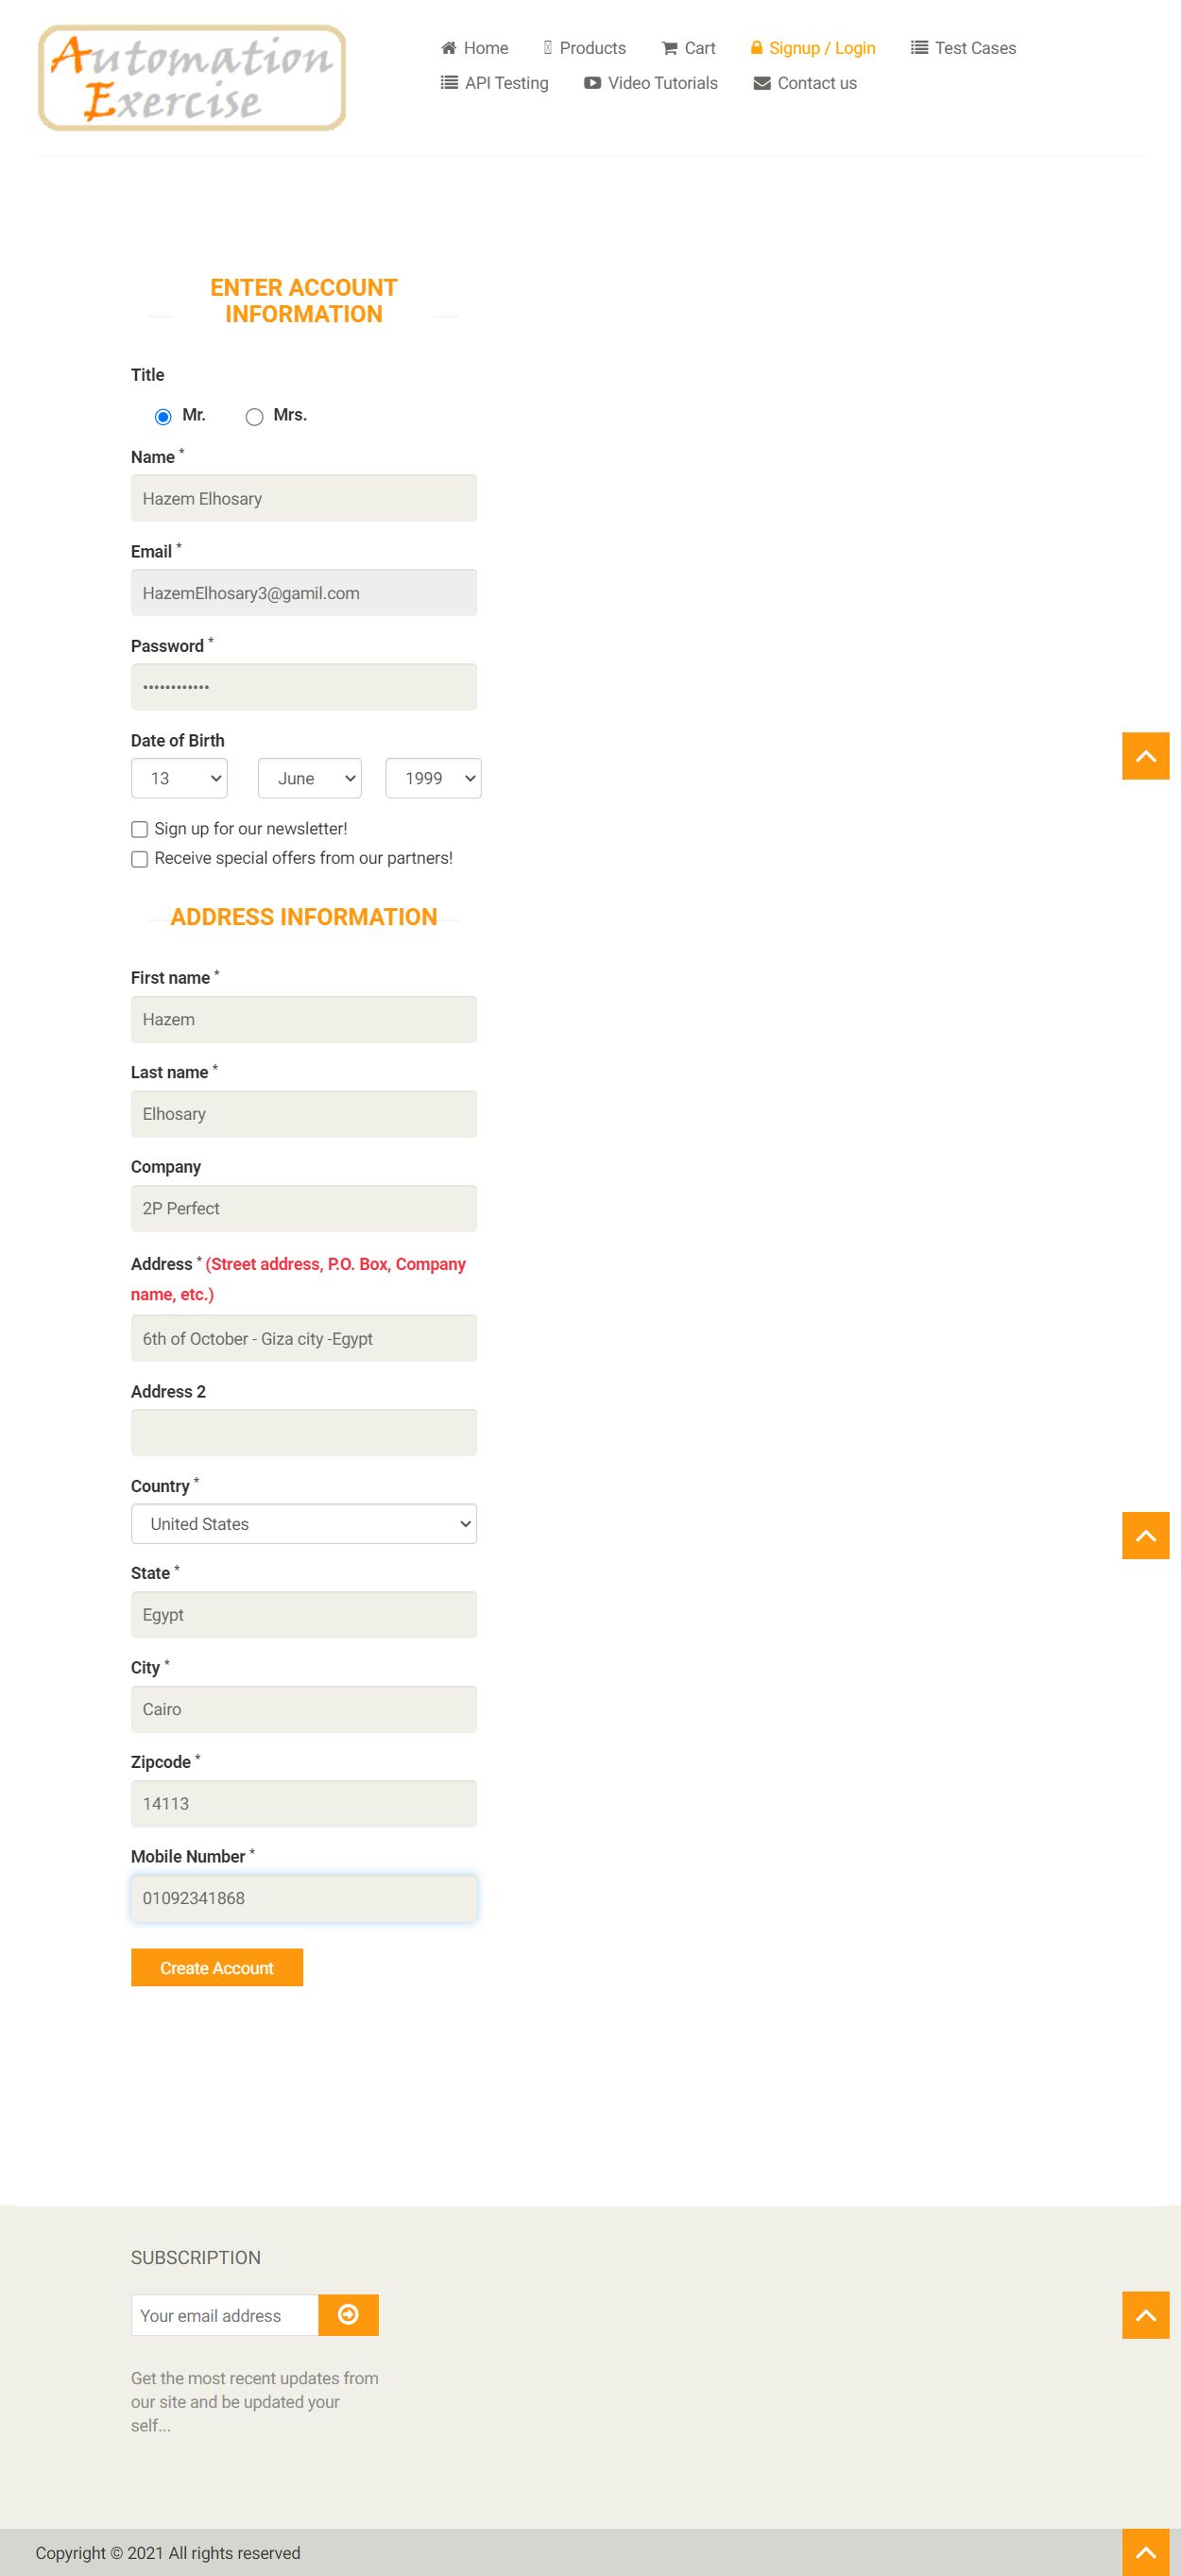 Automation
Exercise
Home Products Cart Signup / Login Test Cases
API Testing Video Tutorials Contact us
ENTER ACCOUNT
INFORMATION
Title
Mr. Mrs.
Name *
Hazem Elhosary
Email *
HazemElhosary3@gamil.com
Password *
••••••••••••
Date of Birth
13 June 1999
Sign up for our newsletter!
Receive special offers from our partners!
ADDRESS INFORMATION
First name *
Hazem
Last name *
Elhosary
Company
2P Perfect
Address * (Street address, P.O. Box, Company
name, etc.)
6th of October - Giza city -Egypt
Address 2
Country *
United States
State *
Egypt
City *
Cairo
Zipcode *
14113
Mobile Number *
01092341868
Create Account
SUBSCRIPTION
Your email address
Get the most recent updates from
our site and be updated your
self...
Copyright © 2021 All rights reserved